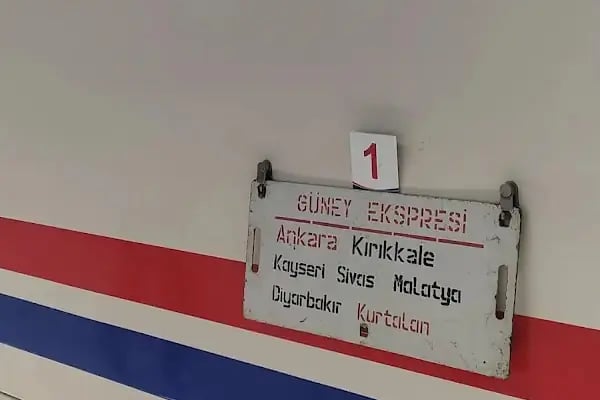 1
GÜNEY EKSPRESİ
Ankara Kırıkkale
Kayseri Sivas Malatya
Diyarbakır Kurtalan